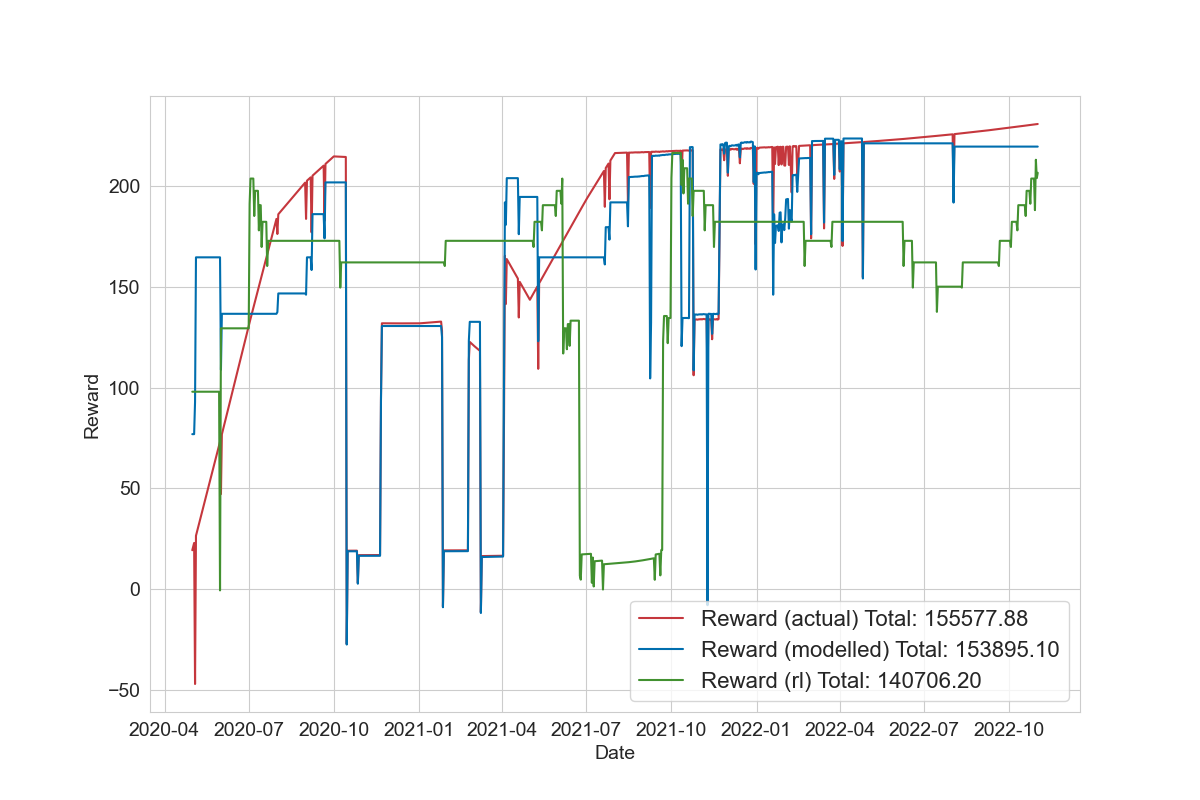 Reward
200
150
100
50
0
−50
2020-04 2020-07 2020-10 2021-01 2021-04 2021-07 2021-10 2022-01 2022-04 2022-07 2022-10
Date
Reward (actual) Total: 155577.88
Reward (modelled) Total: 153895.10
Reward (rl) Total: 140706.20